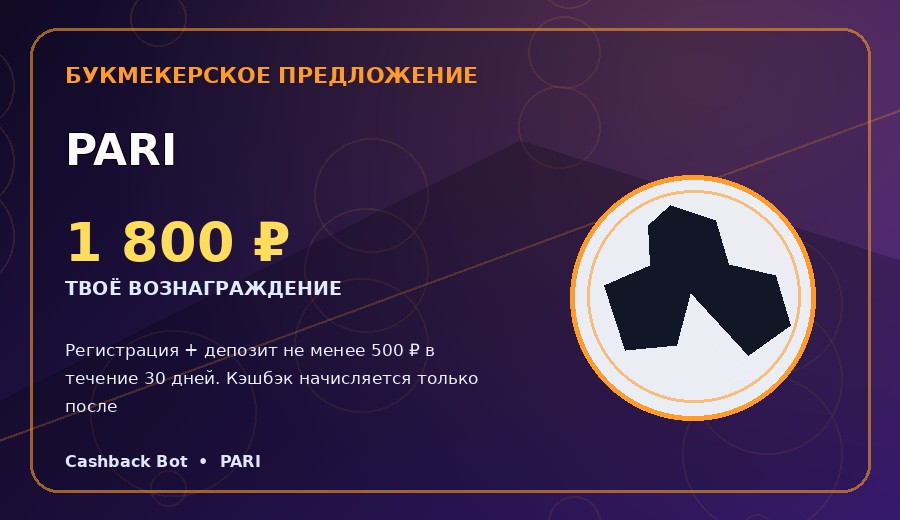 БУКМЕКЕРСКОЕ ПРЕДЛОЖЕНИЕ
PARI
1 800 ₽
ТВОЁ ВОЗНАГРАЖДЕНИЕ
Регистрация + депозит не менее 500 ₽ в
течение 30 дней. Кэшбэк начисляется только
после
Cashback Bot • PARI